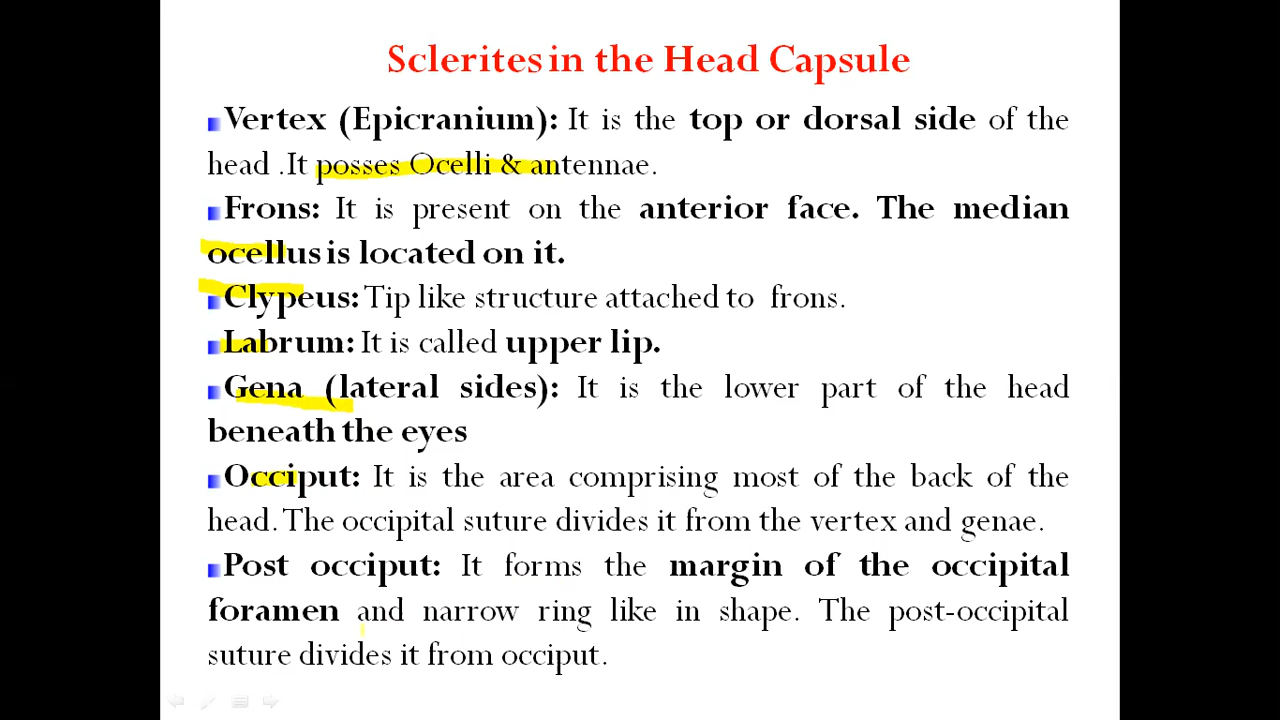 Sclerites in the Head Capsule
Vertex (Epicranium): It is the top or dorsal side of the
head .It posses Ocelli & antennae.
Frons: It is present on the anterior face. The median
ocellus is located on it.
Clypeus: Tip like structure attached to frons.
Labrum: It is called upper lip.
Gena (lateral sides): It is the lower part of the head
beneath the eyes
Occiput: It is the area comprising most of the back of the
head. The occipital suture divides it from the vertex and genae.
Post occiput: It forms the margin of the occipital
foramen and narrow ring like in shape. The post-occipital
suture divides it from occiput.